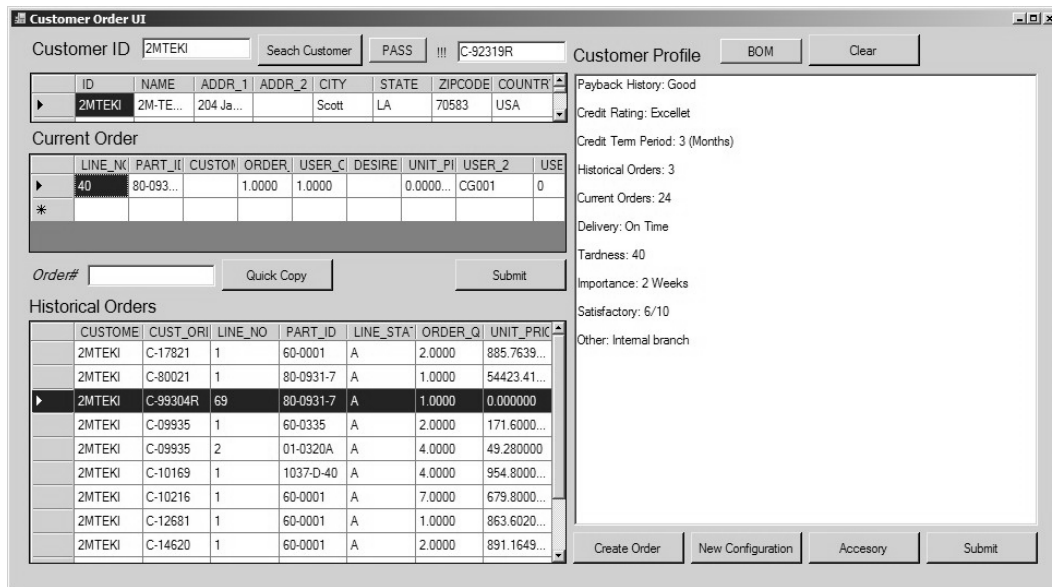 Customer Order UI
Customer ID 2MTEKI Seach Customer PASS !!! C-92319R
ID NAME ADDR_1 ADDR_2 CITY STATE ZIPCODE COUNTR
2MTEKI 2M-TE... 204 Ja... Scott LA 70583 USA
Current Order
LINE_NO PART_ID CUSTOM ORDER_ USER_O DESIRE UNIT_PI USER_2 USE
40 80-093... 1.0000 1.0000 0.0000... CG001 0
Order# Quick Copy Submit
Historical Orders
CUSTOME CUST_ORI LINE_NO PART_ID LINE_STAT ORDER_Q UNIT_PRIC
2MTEKI C-17821 1 60-0001 A 2.0000 885.7639...
2MTEKI C-80021 1 80-0931-7 A 1.0000 54423.41...
2MTEKI C-99304R 69 80-0931-7 A 1.0000 0.000000
2MTEKI C-09935 1 60-0335 A 2.0000 171.6000...
2MTEKI C-09935 2 01-0320A A 4.0000 49.280000
2MTEKI C-10169 1 1037-D-40 A 4.0000 954.8000...
2MTEKI C-10216 1 60-0001 A 7.0000 679.8000...
2MTEKI C-12681 1 60-0001 A 1.0000 863.6020...
2MTEKI C-14620 1 60-0001 A 2.0000 891.1649...
Customer Profile BOM Clear
Payback History: Good
Credit Rating: Excellet
Credit Term Period: 3 (Months)
Historical Orders: 3
Current Orders: 24
Delivery: On Time
Tardness: 40
Importance: 2 Weeks
Satisfactory: 6/10
Other: Internal branch
Create Order New Configuration Accesory Submit